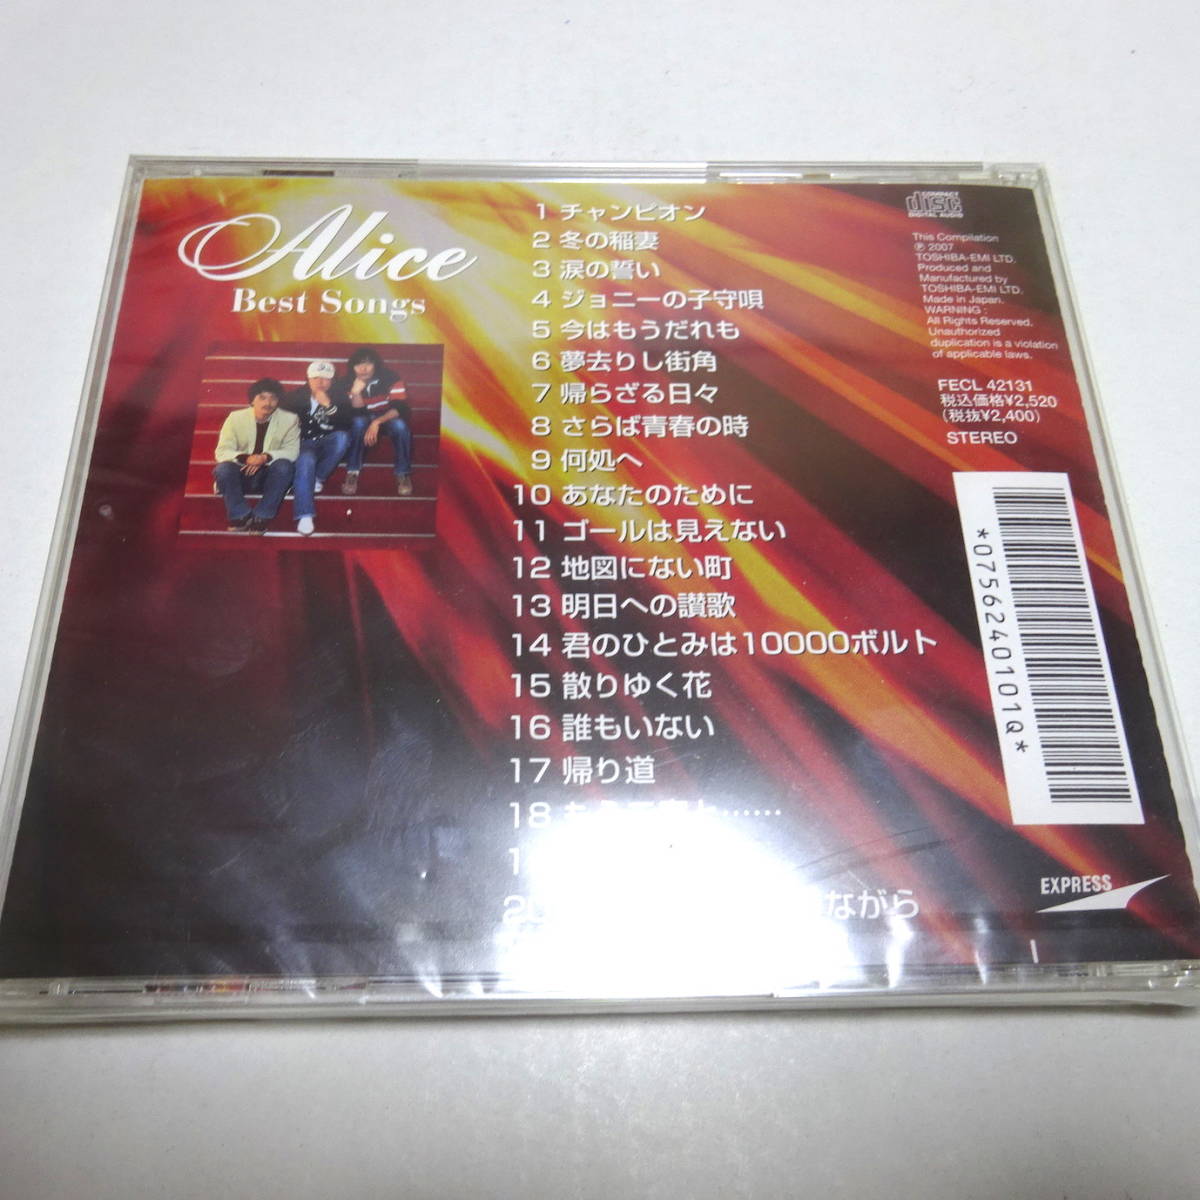 Alice
Best Songs
1 チャンピオン
2 冬の稲妻
3 涙の誓い
4 ジョニーの子守唄
5 今はもうだれも
6 夢去りし街角
7 帰らざる日々
8 さらば青春の時
9 何処へ
10 あなたのために
11 ゴールは見えない
12 地図にない町
13 明日への讃歌
14 君のひとみは10000ボルト
15 散りゆく花
16 誰もいない
17 帰り道
18
ながら
COMPACT
disc
DIGITAL AUDIO
This Compilation
℗ 2007
TOSHIBA-EMI LTD.
Produced and
Manufactured by
TOSHIBA-EMI LTD.
Made in Japan.
WARNING :
All Rights Reserved.
Unauthorized
duplication is a violation
of applicable laws.
FECL 42131
税込価格¥2,520
(税抜¥2,400)
STEREO
*0756240101Q*
EXPRESS